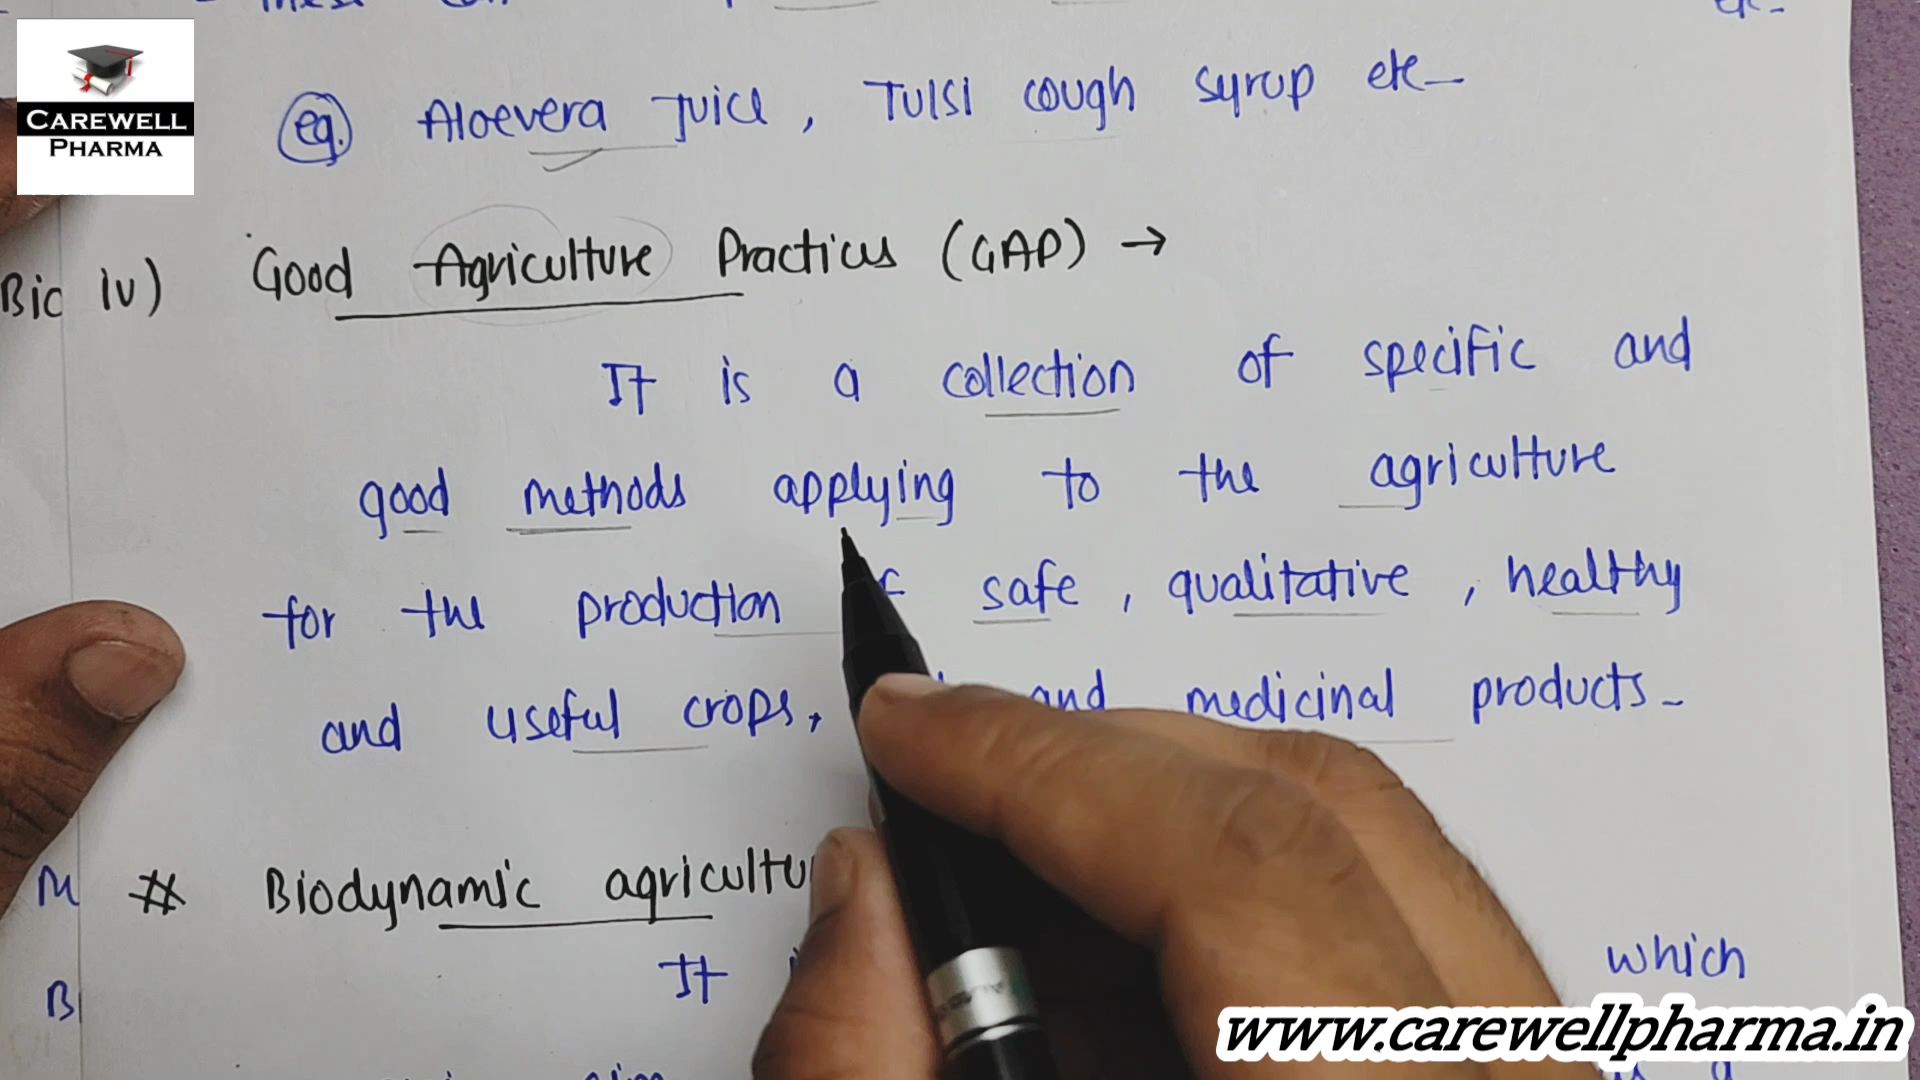 CAREWELL
PHARMA
eg. Aloevera Juice, Tulsi cough syrup etc-
iv) Good Agriculture Practices (GAP) →
It is a collection of specific and
good methods applying to the agriculture
for the production of safe, qualitative, healthy
and useful crops, and medicinal products-
# Biodynamic agricultu
It which
www.carewellpharma.in